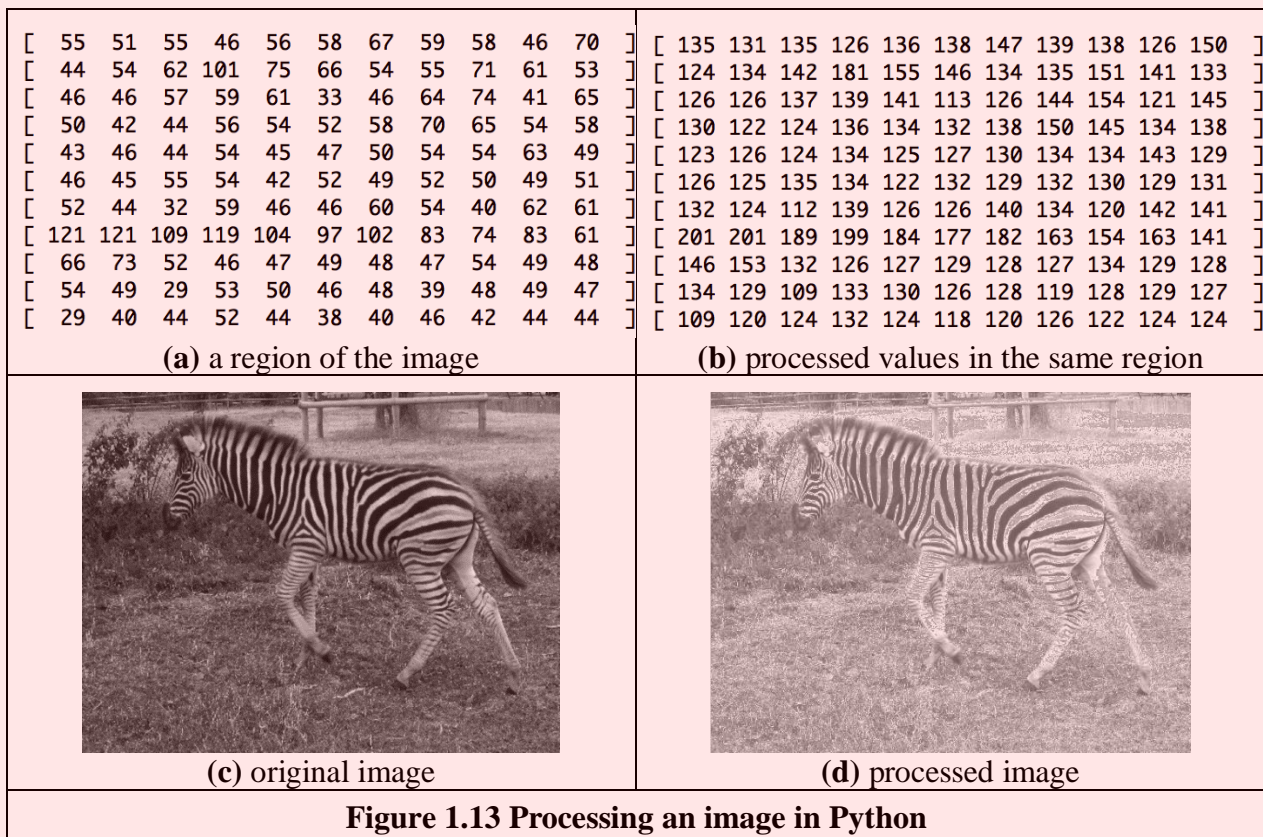 [ 55 51 55 46 56 58 67 59 58 46 70 ]
[ 44 54 62 101 75 66 54 55 71 61 53 ]
[ 46 46 57 59 61 33 46 64 74 41 65 ]
[ 50 42 44 56 54 52 58 70 65 54 58 ]
[ 43 46 44 54 45 47 50 54 54 63 49 ]
[ 46 45 55 54 42 52 49 52 50 49 51 ]
[ 52 44 32 59 46 46 60 54 40 62 61 ]
[ 121 121 109 119 104 97 102 83 74 83 61 ]
[ 66 73 52 46 47 49 48 47 54 49 48 ]
[ 54 49 29 53 50 46 48 39 48 49 47 ]
[ 29 40 44 52 44 38 40 46 42 44 44 ]
(a) a region of the image
[ 135 131 135 126 136 138 147 139 138 126 150 ]
[ 124 134 142 181 155 146 134 135 151 141 133 ]
[ 126 126 137 139 141 113 126 144 154 121 145 ]
[ 130 122 124 136 134 132 138 150 145 134 138 ]
[ 123 126 124 134 125 127 130 134 134 143 129 ]
[ 126 125 135 134 122 132 129 132 130 129 131 ]
[ 132 124 112 139 126 126 140 134 120 142 141 ]
[ 201 201 189 199 184 177 182 163 154 163 141 ]
[ 146 153 132 126 127 129 128 127 134 129 128 ]
[ 134 129 109 133 130 126 128 119 128 129 127 ]
[ 109 120 124 132 124 118 120 126 122 124 124 ]
(b) processed values in the same region
(c) original image
(d) processed image
Figure 1.13 Processing an image in Python